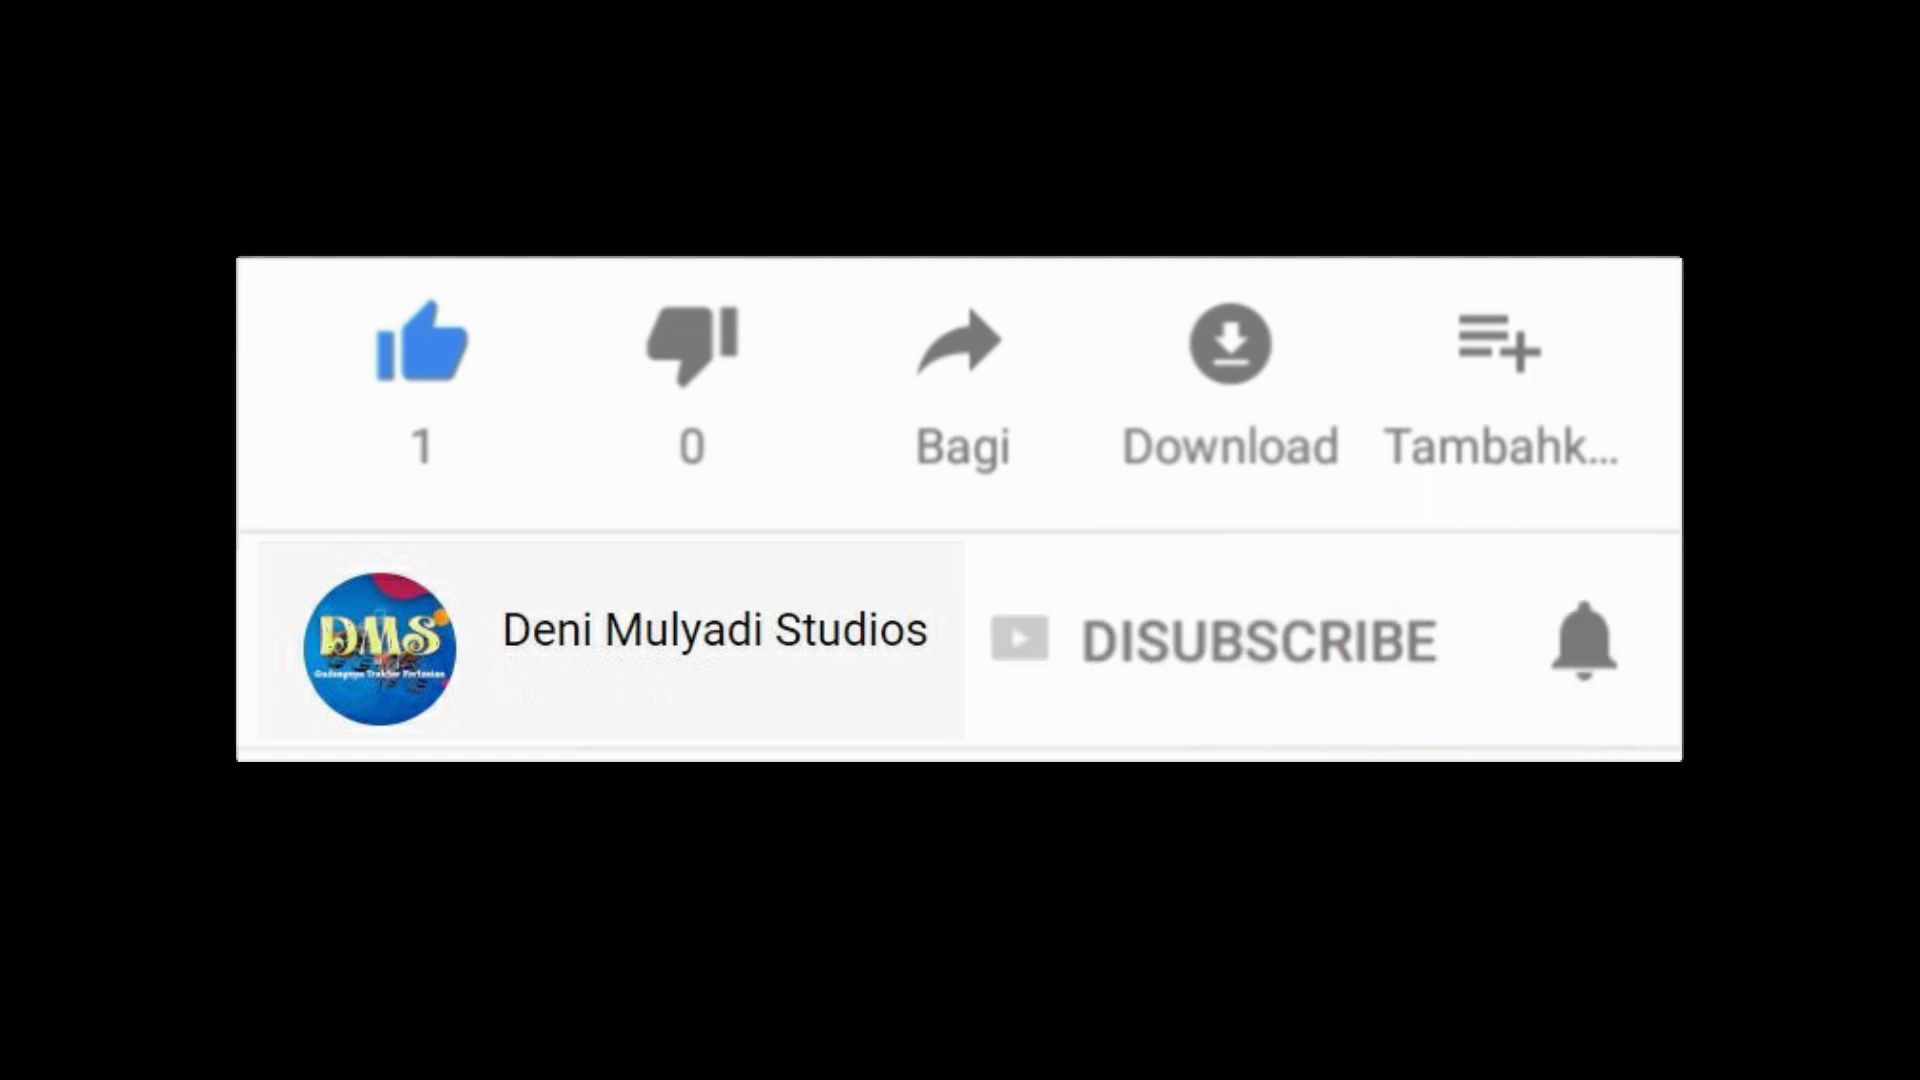 1
0
Bagi
Download
Tambahk...
DMS
Deni Mulyadi Studios
DISUBSCRIBE